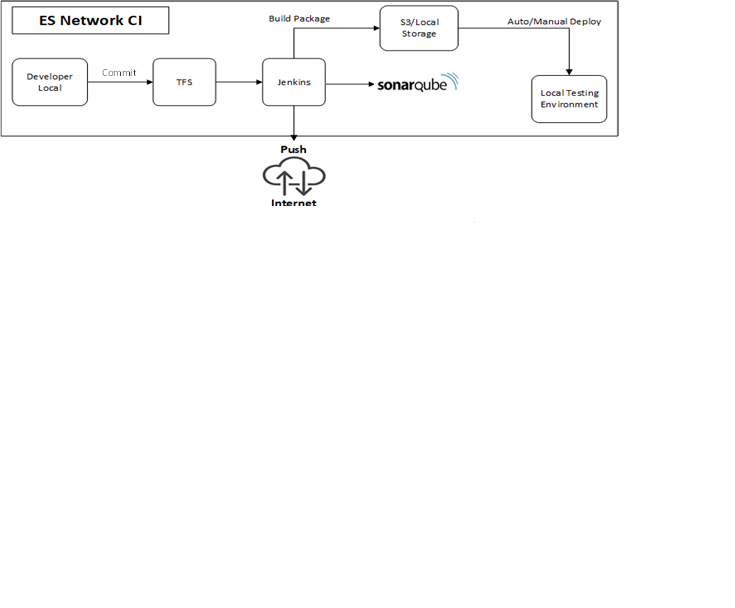 ES Network CI
Build Package
S3/Local
Storage
Auto/Manual Deploy
Developer
Local
Commit
TFS
Jenkins
sonarqube
Local Testing
Environment
Push
Internet